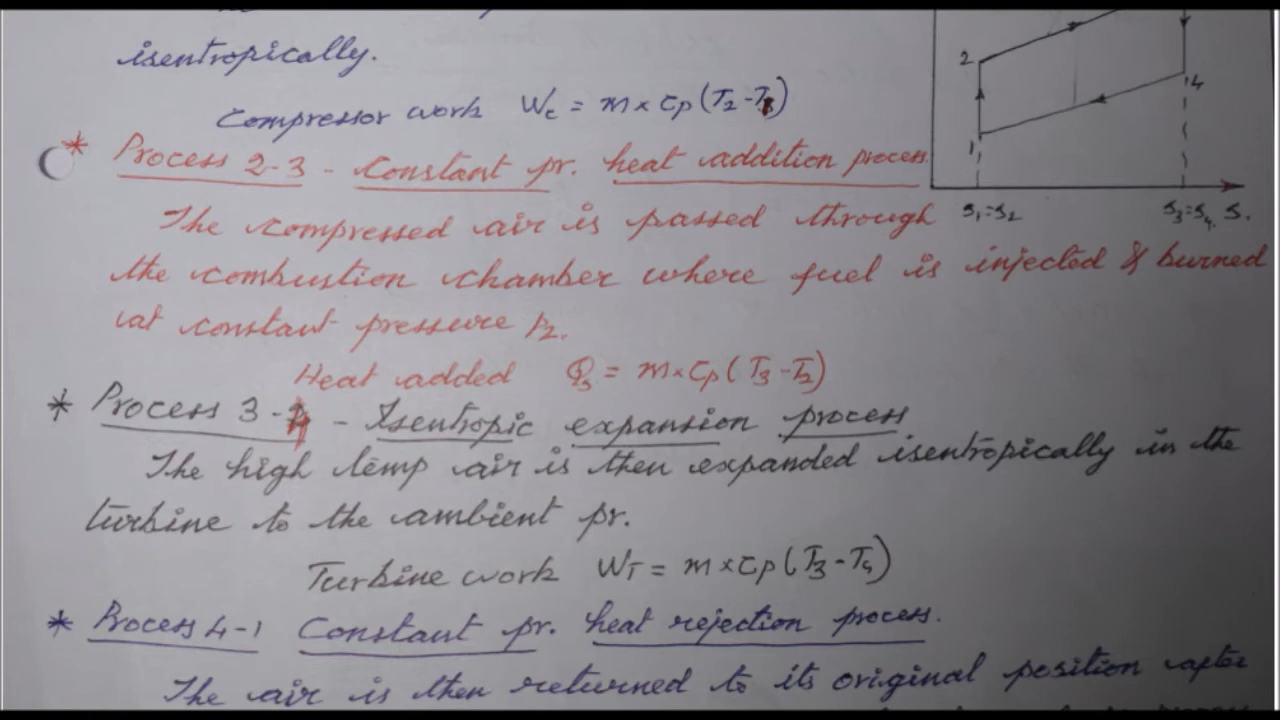 isentropically.
Compressor work Wc = m x Cp (T2 - T1)
* Process 2-3 - Constant pr. heat addition process.
The compressed air is passed through
the combustion chamber where fuel is injected & burned
at constant pressure p2.
Heat added Qs = m x Cp (T3 - T2)
* Process 3-4 - Isentropic expansion process
The high temp air is then expanded isentropically in the
turbine to the ambient pr.
Turbine work WT = m x Cp (T3 - T4)
* Process 4-1 Constant pr. heat rejection process.
The air is then returned to its original position after
2
4
1
s1 = s2
s3 = s4 s.